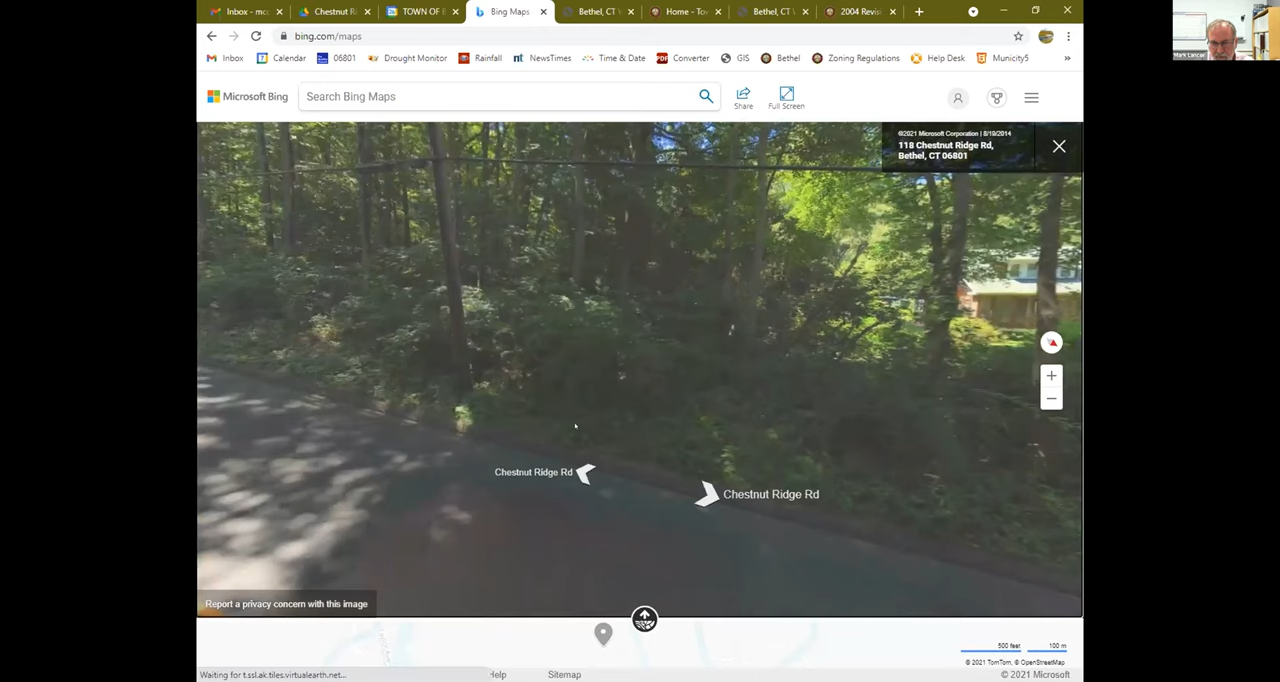 Inbox - mc
Chestnut R
TOWN OF
Bing Maps
Bethel, CT
Home - To
Bethel, CT
2004 Revis
bing.com/maps
Inbox
Calendar
06801
Drought Monitor
Rainfall
nt NewsTimes
Time & Date
PDF Converter
GIS
Bethel
Zoning Regulations
Help Desk
Municity5
»
Microsoft Bing
Search Bing Maps
Share
Full Screen
©2021 Microsoft Corporation | 8/19/2014
118 Chestnut Ridge Rd,
Bethel, CT 06801
Chestnut Ridge Rd
Chestnut Ridge Rd
Report a privacy concern with this image
500 feet
100 m
© 2021 TomTom, © OpenStreetMap
Waiting for t.ssl.ak.tiles.virtualearth.net...
Help
Sitemap
© 2021 Microsoft